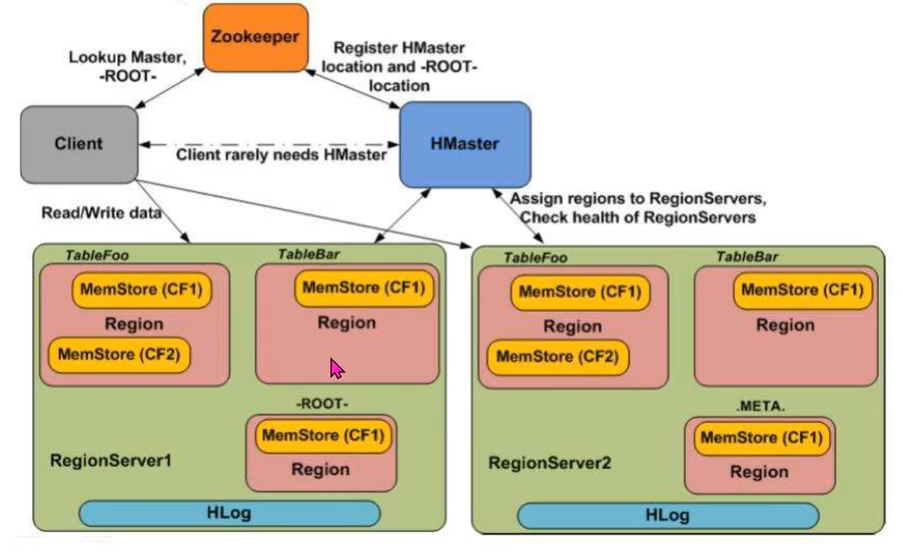 Zookeeper
Lookup Master,
-ROOT-
Register HMaster
location and -ROOT-
location
Client
Client rarely needs HMaster
HMaster
Read/Write data
Assign regions to RegionServers,
Check health of RegionServers
TableFoo
MemStore (CF1)
Region
MemStore (CF2)
TableBar
MemStore (CF1)
Region
-ROOT-
MemStore (CF1)
Region
RegionServer1
HLog
TableFoo
MemStore (CF1)
Region
MemStore (CF2)
TableBar
MemStore (CF1)
Region
.META.
MemStore (CF1)
Region
RegionServer2
HLog